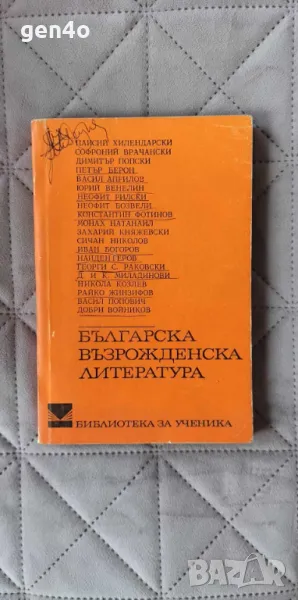 gen4o
ПАИСИЙ ХИЛЕНДАРСКИ
СОФРОНИЙ ВРАЧАНСКИ
ДИМИТЪР ПОПСКИ
ПЕТЪР БЕРОН
ВАСИЛ АПРИЛОВ
ЮРИЙ ВЕНЕЛИН
НЕОФИТ РИЛСКИ
НЕОФИТ БОЗВЕЛИ
КОНСТАНТИН ФОТИНОВ
МОНАХ НАТАНАИЛ
ЗАХАРИЙ КНЯЖЕВСКИ
СИЧАН НИКОЛОВ
ИВАН БОГОРОВ
НАЙДЕН ГЕРОВ
ГЕОРГИ С. РАКОВСКИ
Д. И К. МИЛАДИНОВИ
НИКОЛА КОЗЛЕВ
РАЙКО ЖИНЗИФОВ
ВАСИЛ ПОПОВИЧ
ДОБРИ ВОЙНИКОВ
БЪЛГАРСКА
ВЪЗРОЖДЕНСКА
ЛИТЕРАТУРА
БИБЛИОТЕКА ЗА УЧЕНИКА
BAZAR